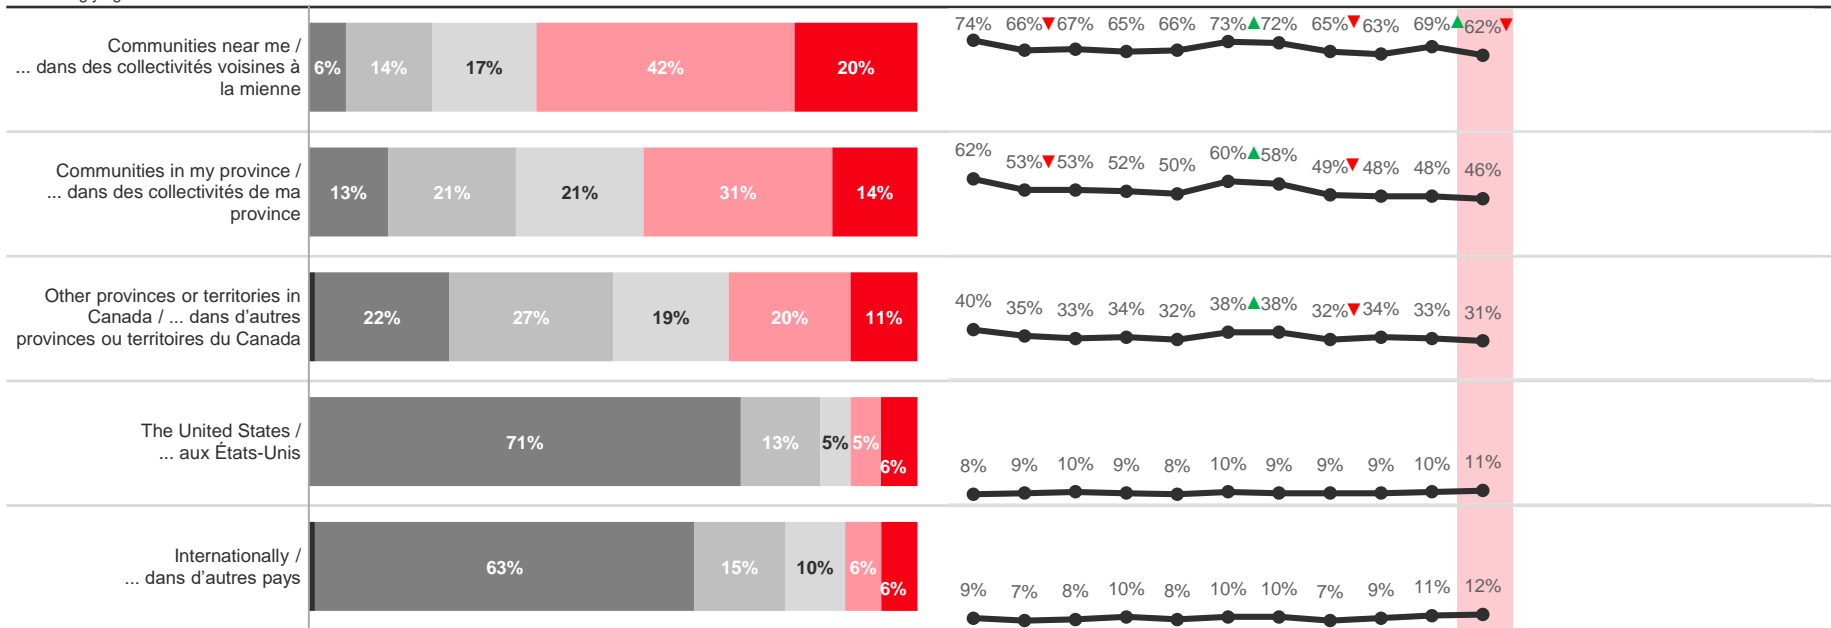 Communities near me /
... dans des collectivités voisines à
la mienne
6% 14% 17% 42% 20%
74% 66%▼ 67% 65% 66% 73%▲ 72% 65%▼ 63% 69%▲ 62%▼
Communities in my province /
... dans des collectivités de ma
province
13% 21% 21% 31% 14%
62% 53%▼ 53% 52% 50% 60%▲ 58% 49%▼ 48% 48% 46%
Other provinces or territories in
Canada / ... dans d'autres
provinces ou territoires du Canada
22% 27% 19% 20% 11%
40% 35% 33% 34% 32% 38%▲ 38% 32%▼ 34% 33% 31%
The United States /
... aux États-Unis
71% 13% 5% 5% 6%
8% 9% 10% 9% 8% 10% 9% 9% 9% 10% 11%
Internationally /
... dans d'autres pays
63% 15% 10% 6% 6%
9% 7% 8% 10% 8% 10% 10% 7% 9% 11% 12%